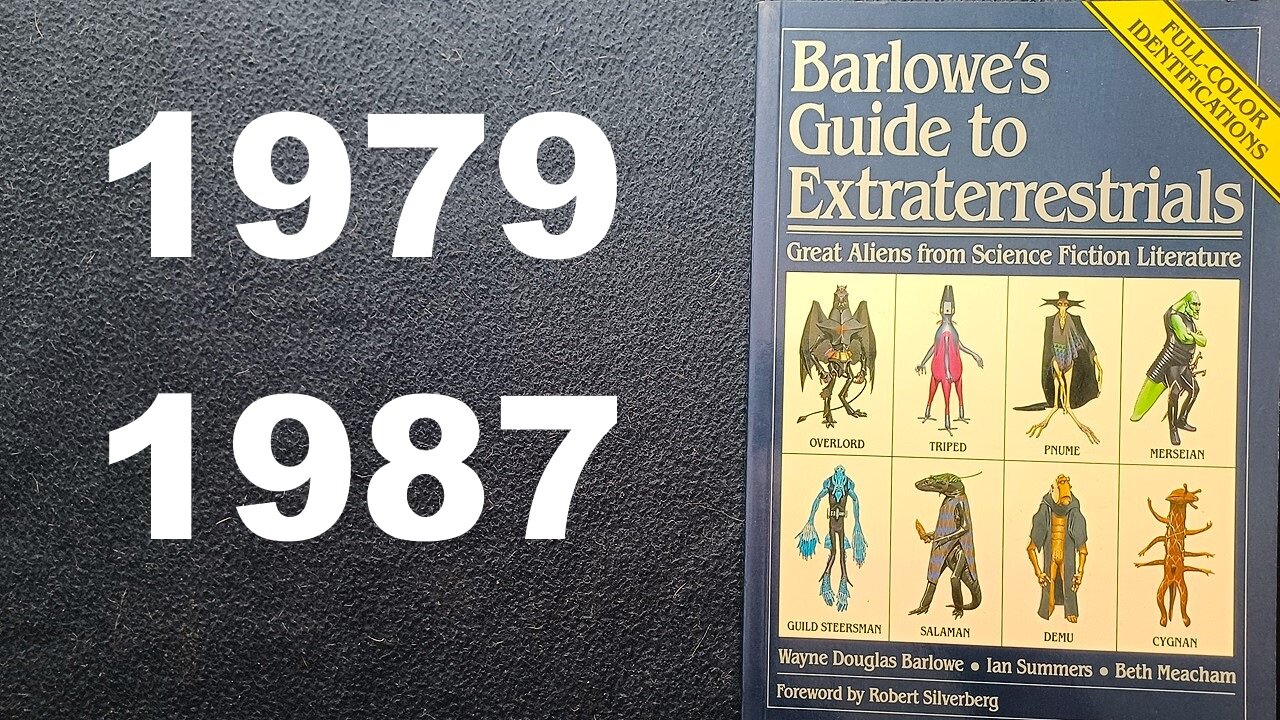 1979
1987
FULL-COLOR
IDENTIFICATIONS
Barlowe's
Guide to
Extraterrestrials
Great Aliens from Science Fiction Literature
OVERLORD
TRIPED
PNUME
MERSEIAN
GUILD STEERSMAN
SALAMAN
DEMU
CYGNAN
Wayne Douglas Barlowe • Ian Summers • Beth Meacham
Foreword by Robert Silverberg